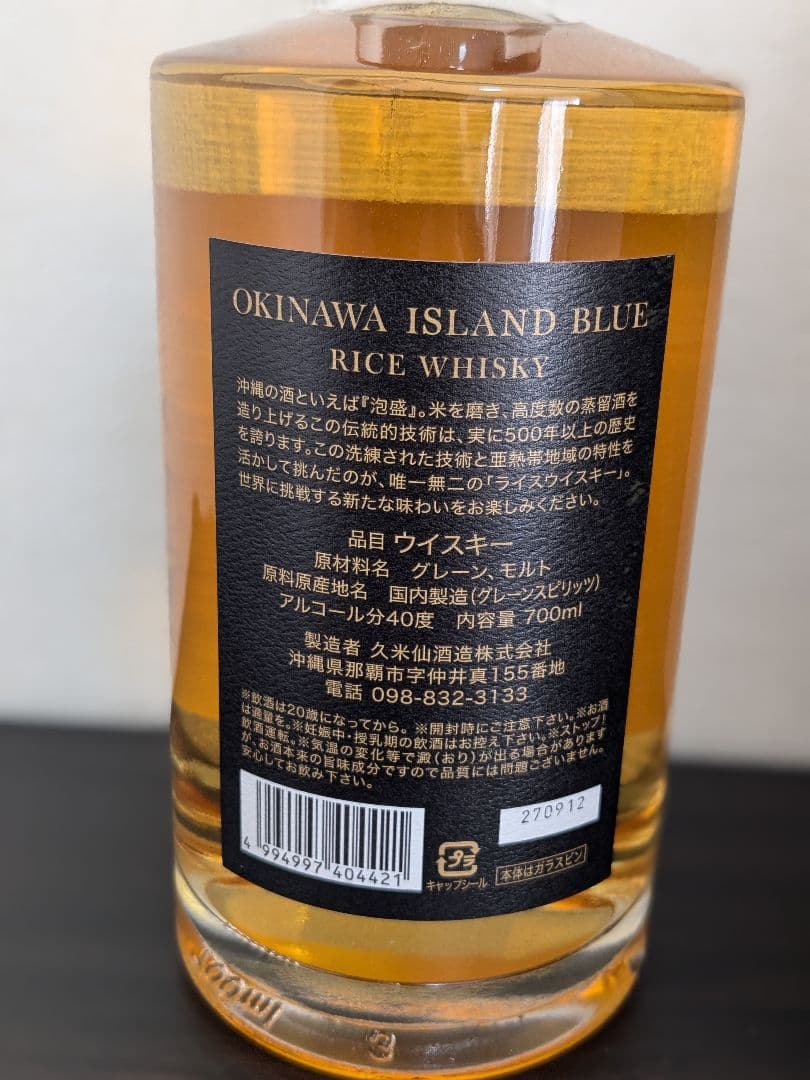 OKINAWA ISLAND BLUE
RICE WHISKY
沖縄の酒といえば『泡盛』。米を磨き、高度数の蒸留酒を
造り上げるこの伝統的技術は、実に500年以上の歴史
を誇ります。この洗練された技術と亜熱帯地域の特性を
活かして挑んだのが、唯一無二の「ライスウイスキー」。
世界に挑戦する新たな味わいをお楽しみください。
品目 ウイスキー
原材料名 グレーン、モルト
原料原産地名 国内製造(グレーンスピリッツ)
アルコール分40度 内容量 700ml
製造者 久米仙酒造株式会社
沖縄県那覇市字仲井真155番地
電話 098-832-3133
※飲酒は20歳になってから。※開封時にご注意下さい。※お酒
は適量を。※妊娠中・授乳期の飲酒はお控え下さい。※ストップ!
飲酒運転。※気温の変化等で澱(おり)が出る場合があります
が、お酒本来の旨味成分ですので品質には問題ございません。
安心してお飲み下さい。
270912
4 994997 404421
プラ
キャップシール
本体はガラスビン